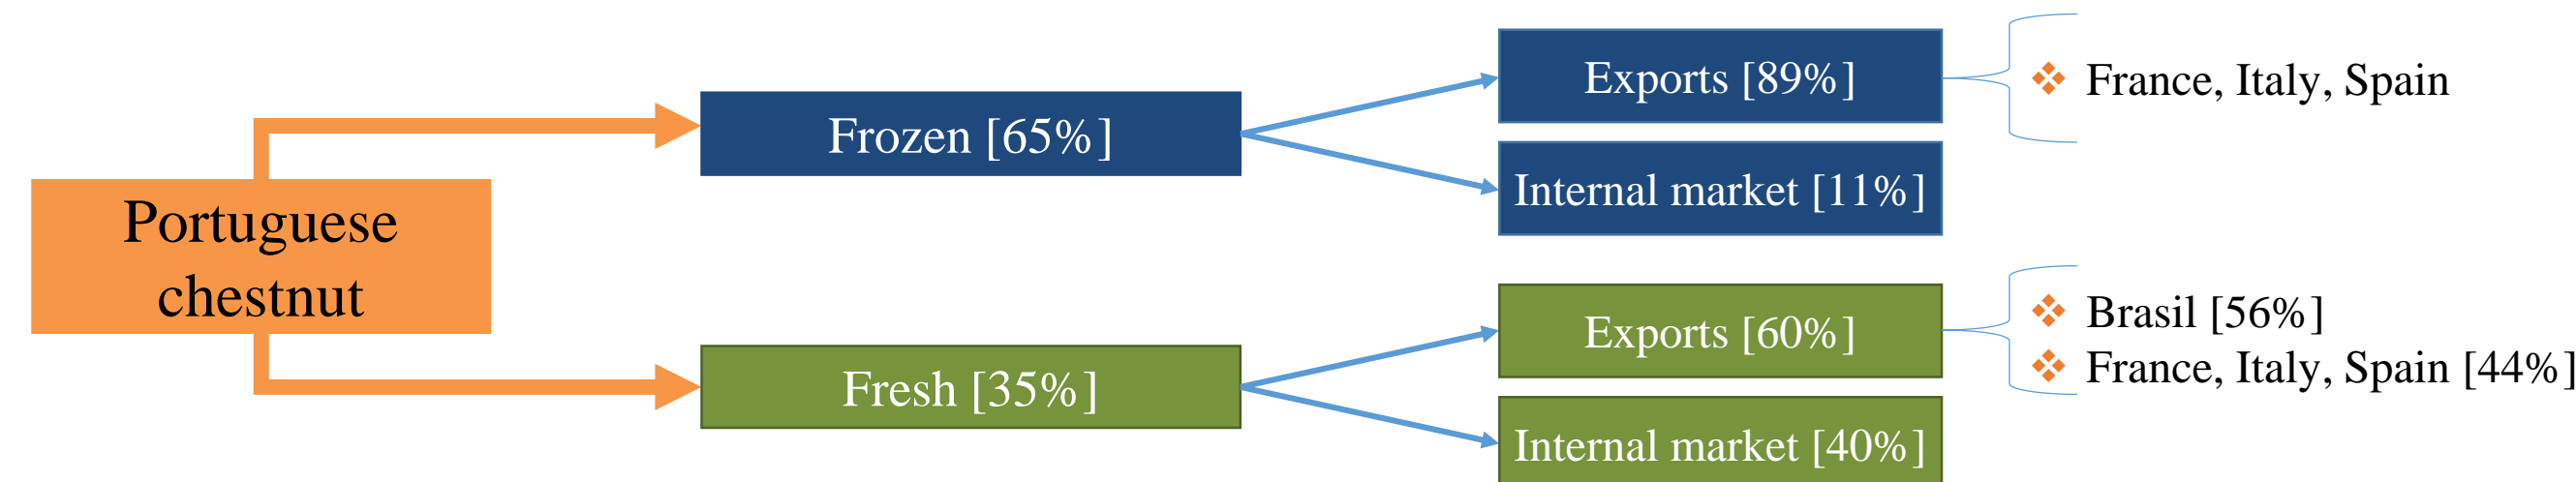 Portuguese
chestnut
Frozen [65%]
Exports [89%]
France, Italy, Spain
Internal market [11%]
Fresh [35%]
Exports [60%]
Brasil [56%]
France, Italy, Spain [44%]
Internal market [40%]